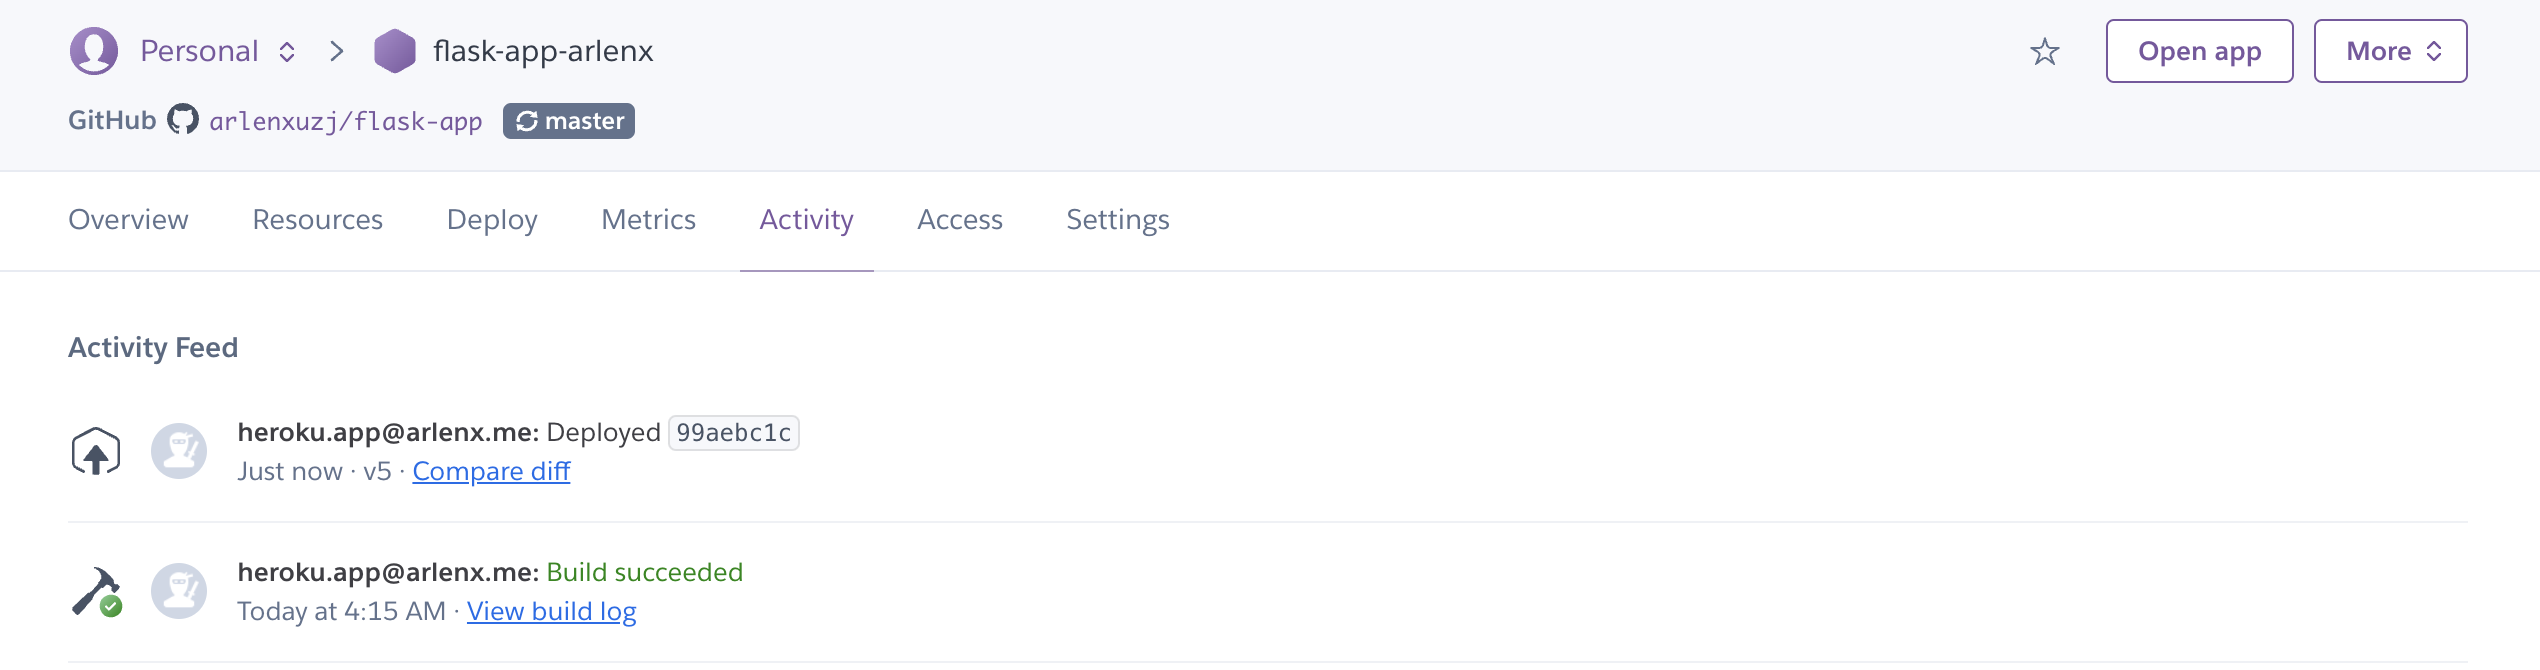 Personal > flask-app-arlenx
Open app
More
GitHub arlenxuzj/flask-app master
Overview Resources Deploy Metrics Activity Access Settings
Activity Feed
heroku.app@arlenx.me: Deployed 99aebc1c
Just now · v5 · Compare diff
heroku.app@arlenx.me: Build succeeded
Today at 4:15 AM · View build log